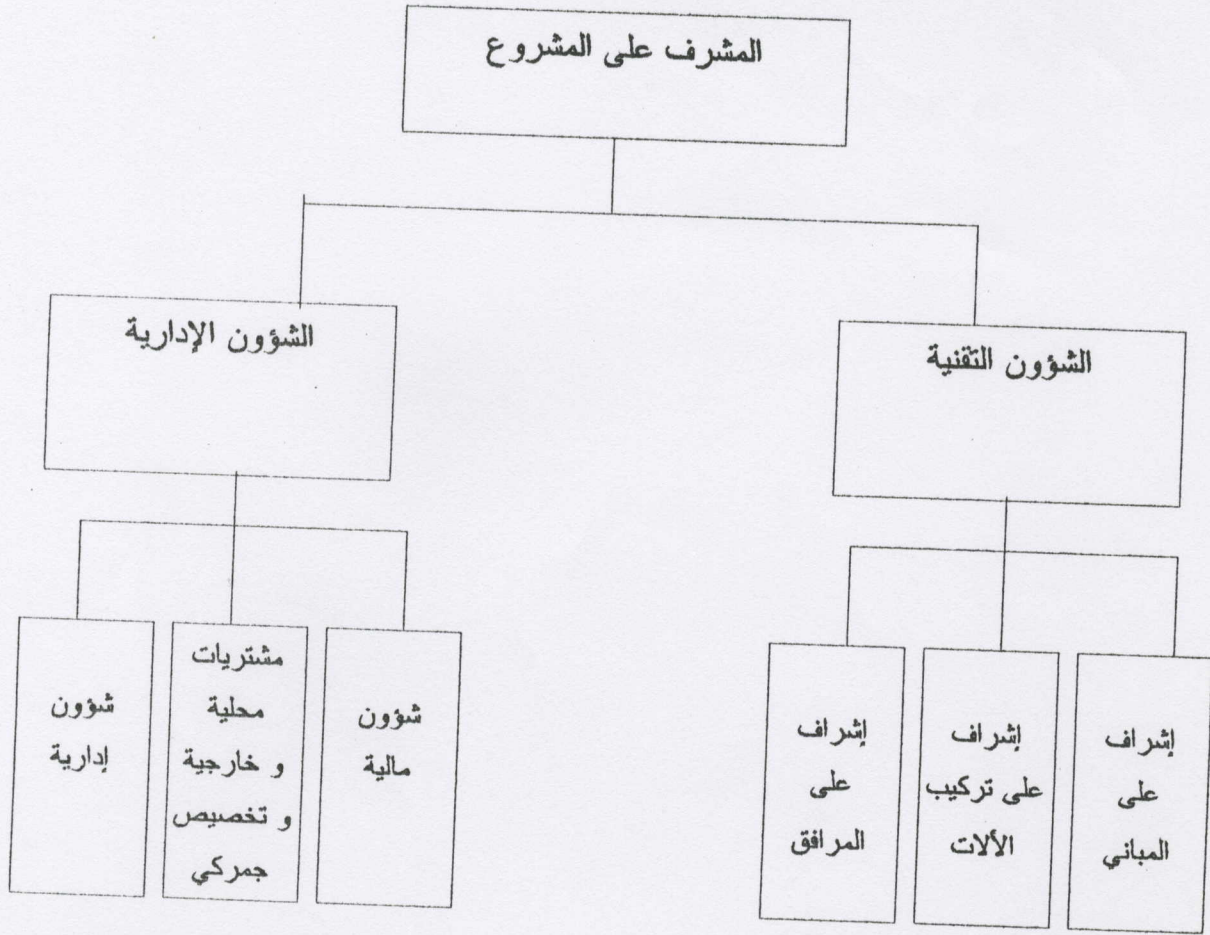 المشرف على المشروع
الشؤون التقنية
الشؤون الإدارية
إشراف
على
المباني
إشراف
على تركيب
الألات
إشراف
على
المرافق
شؤون
مالية
مشتريات
محلية
و خارجية
و تخصيص
جمركي
شؤون
إدارية